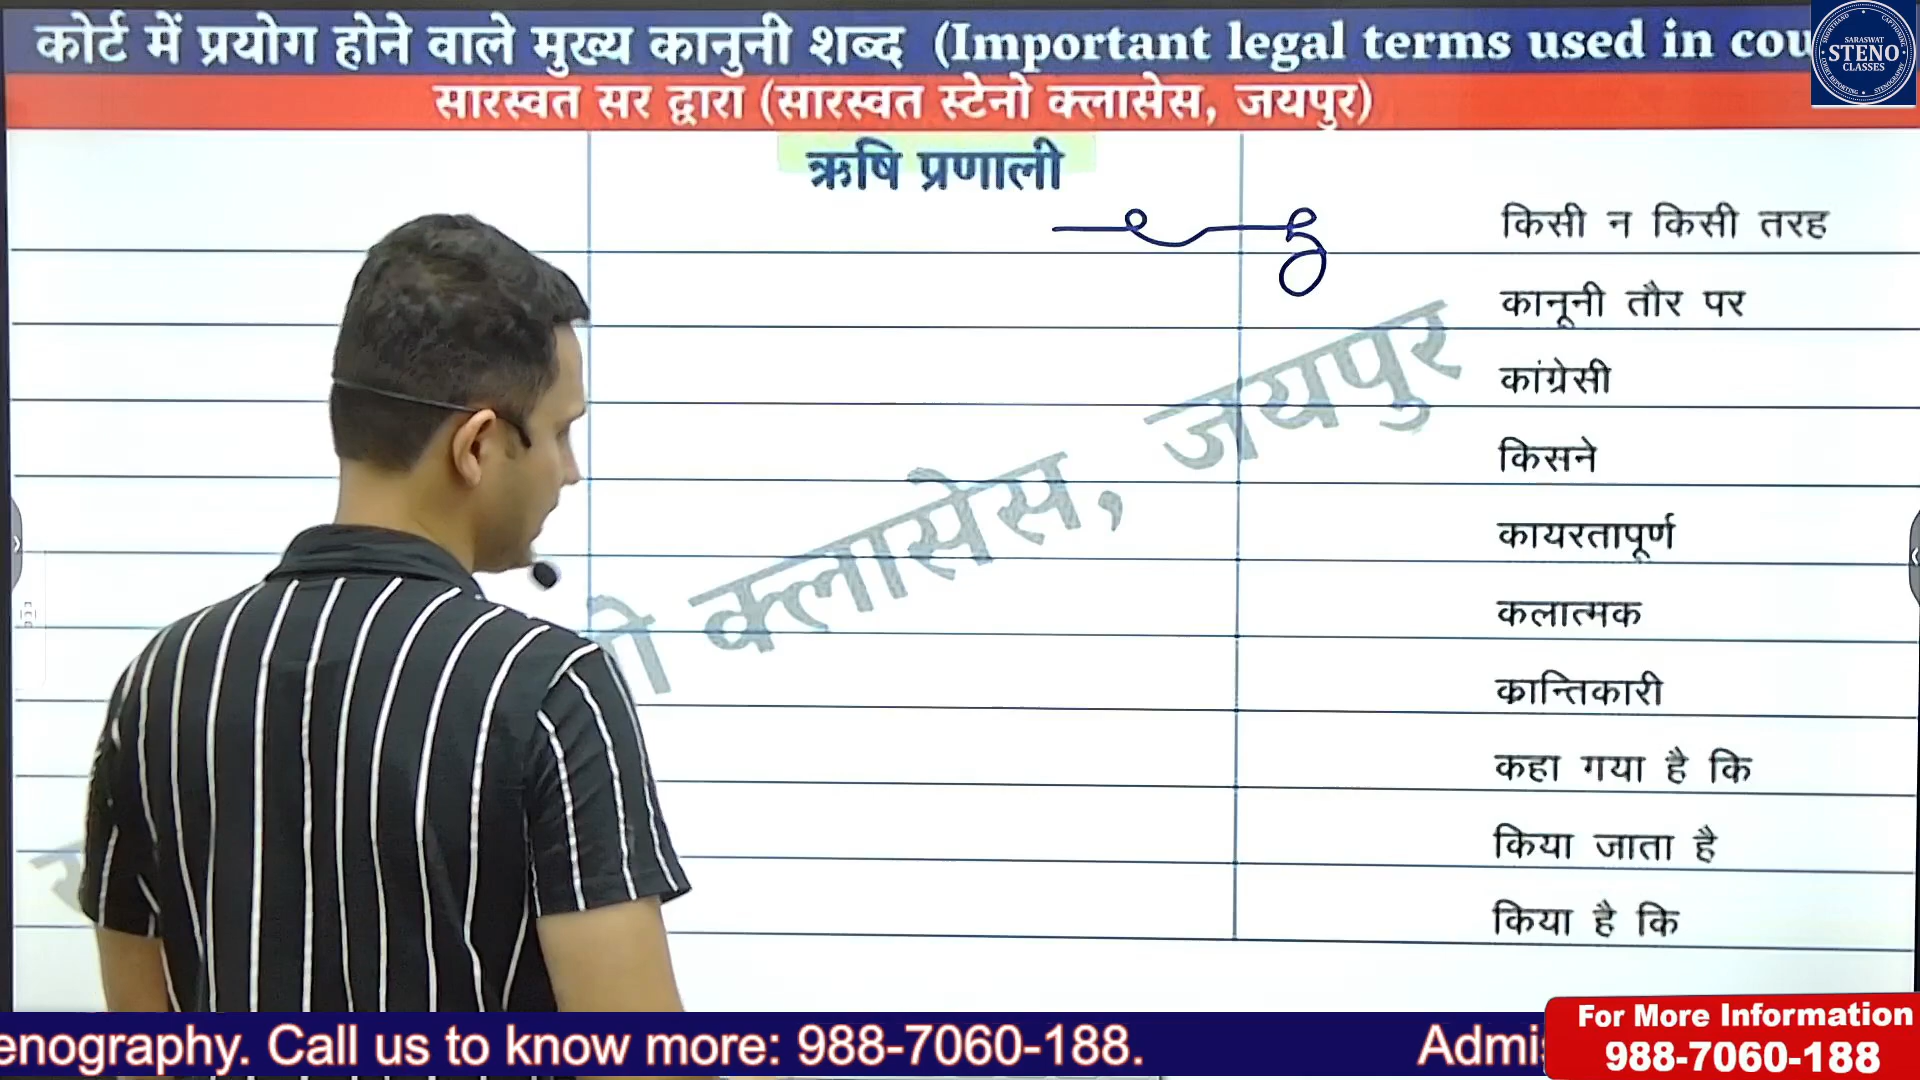 कोर्ट में प्रयोग होने वाले मुख्य कानुनी शब्द (Important legal terms used in cou
SARASWAT
STENO
CLASSES
सारस्वत सर द्वारा (सारस्वत स्टेनो क्लासेस, जयपुर)
ऋषि प्रणाली
किसी न किसी तरह
कानूनी तौर पर
कांग्रेसी
किसने
कायरतापूर्ण
कलात्मक
क्रान्तिकारी
कहा गया है कि
किया जाता है
किया है कि
नो क्लासेस, जयपुर
enography. Call us to know more: 988-7060-188. Admi
For More Information
988-7060-188